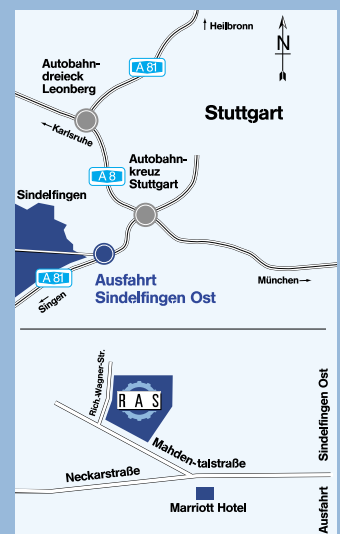 Heilbronn
N
Autobahn-
dreieck
Leonberg
A 81
Stuttgart
Karlsruhe
A 8
Autobahn-
kreuz
Stuttgart
Sindelfingen
A 81
Singen
Ausfahrt
Sindelfingen Ost
München
Rich.-Wagner-Str.
RAS
Mahden-talstraße
Neckarstraße
Marriott Hotel
Ausfahrt Sindelfingen Ost